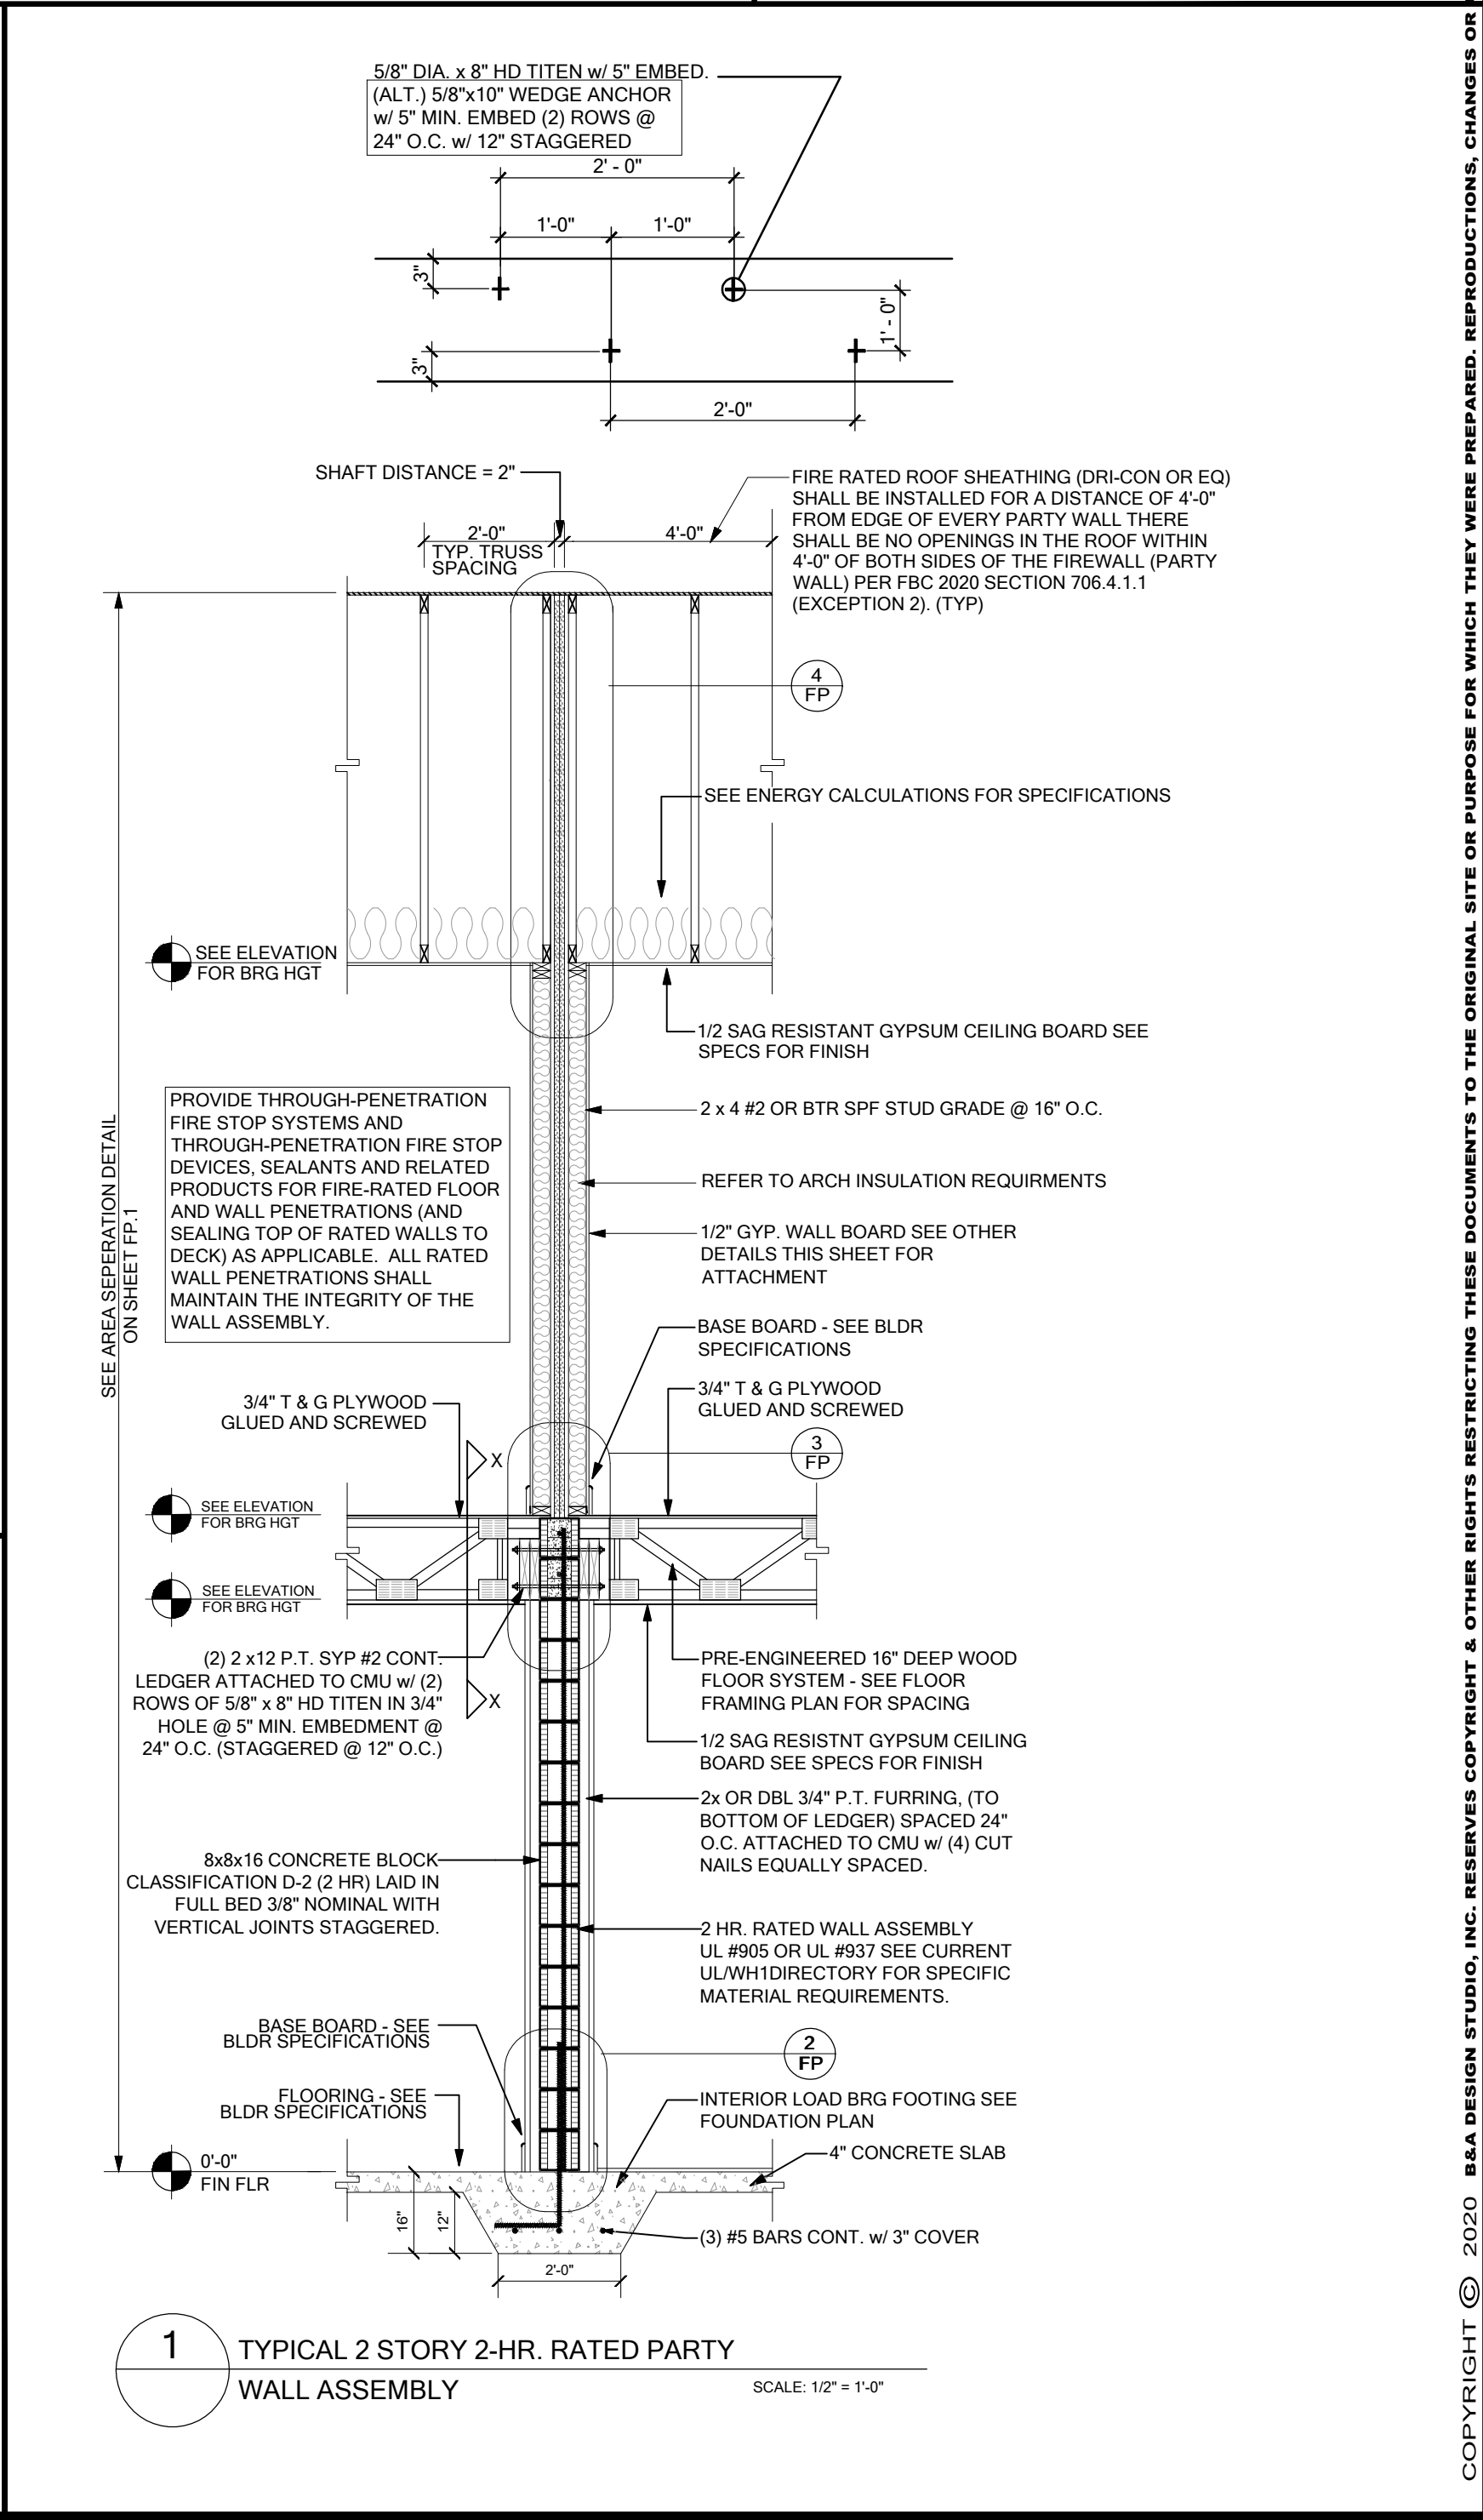 5/8" DIA. x 8" HD TITEN w/ 5" EMBED.
(ALT.) 5/8"x10" WEDGE ANCHOR
w/ 5" MIN. EMBED (2) ROWS @
24" O.C. w/ 12" STAGGERED
2' - 0"
1'-0"
1'-0"
3"
1' - 0"
3"
2'-0"
SHAFT DISTANCE = 2"
FIRE RATED ROOF SHEATHING (DRI-CON OR EQ)
SHALL BE INSTALLED FOR A DISTANCE OF 4'-0"
FROM EDGE OF EVERY PARTY WALL THERE
SHALL BE NO OPENINGS IN THE ROOF WITHIN
4'-0" OF BOTH SIDES OF THE FIREWALL (PARTY
WALL) PER FBC 2020 SECTION 706.4.1.1
(EXCEPTION 2). (TYP)
2'-0"
TYP. TRUSS
SPACING
4'-0"
4
FP
SEE ENERGY CALCULATIONS FOR SPECIFICATIONS
SEE ELEVATION
FOR BRG HGT
1/2 SAG RESISTANT GYPSUM CEILING BOARD SEE
SPECS FOR FINISH
PROVIDE THROUGH-PENETRATION
FIRE STOP SYSTEMS AND
THROUGH-PENETRATION FIRE STOP
DEVICES, SEALANTS AND RELATED
PRODUCTS FOR FIRE-RATED FLOOR
AND WALL PENETRATIONS (AND
SEALING TOP OF RATED WALLS TO
DECK) AS APPLICABLE. ALL RATED
WALL PENETRATIONS SHALL
MAINTAIN THE INTEGRITY OF THE
WALL ASSEMBLY.
2 x 4 #2 OR BTR SPF STUD GRADE @ 16" O.C.
REFER TO ARCH INSULATION REQUIRMENTS
1/2" GYP. WALL BOARD SEE OTHER
DETAILS THIS SHEET FOR
ATTACHMENT
SEE AREA SEPERATION DETAIL
ON SHEET FP.1
BASE BOARD - SEE BLDR
SPECIFICATIONS
3/4" T & G PLYWOOD
GLUED AND SCREWED
3/4" T & G PLYWOOD
GLUED AND SCREWED
3
FP
X
SEE ELEVATION
FOR BRG HGT
SEE ELEVATION
FOR BRG HGT
(2) 2 x12 P.T. SYP #2 CONT.
LEDGER ATTACHED TO CMU w/ (2)
ROWS OF 5/8" x 8" HD TITEN IN 3/4"
HOLE @ 5" MIN. EMBEDMENT @
24" O.C. (STAGGERED @ 12" O.C.)
X
PRE-ENGINEERED 16" DEEP WOOD
FLOOR SYSTEM - SEE FLOOR
FRAMING PLAN FOR SPACING
1/2 SAG RESISTNT GYPSUM CEILING
BOARD SEE SPECS FOR FINISH
2x OR DBL 3/4" P.T. FURRING, (TO
BOTTOM OF LEDGER) SPACED 24"
O.C. ATTACHED TO CMU w/ (4) CUT
NAILS EQUALLY SPACED.
8x8x16 CONCRETE BLOCK
CLASSIFICATION D-2 (2 HR) LAID IN
FULL BED 3/8" NOMINAL WITH
VERTICAL JOINTS STAGGERED.
2 HR. RATED WALL ASSEMBLY
UL #905 OR UL #937 SEE CURRENT
UL/WH1DIRECTORY FOR SPECIFIC
MATERIAL REQUIREMENTS.
BASE BOARD - SEE
BLDR SPECIFICATIONS
2
FP
FLOORING - SEE
BLDR SPECIFICATIONS
INTERIOR LOAD BRG FOOTING SEE
FOUNDATION PLAN
4" CONCRETE SLAB
0'-0"
FIN FLR
16"
12"
(3) #5 BARS CONT. w/ 3" COVER
2'-0"
1
TYPICAL 2 STORY 2-HR. RATED PARTY
WALL ASSEMBLY
SCALE: 1/2" = 1'-0"
COPYRIGHT © 2020 B&A DESIGN STUDIO, INC. RESERVES COPYRIGHT & OTHER RIGHTS RESTRICTING THESE DOCUMENTS TO THE ORIGINAL SITE OR PURPOSE FOR WHICH THEY WERE PREPARED. REPRODUCTIONS, CHANGES OR